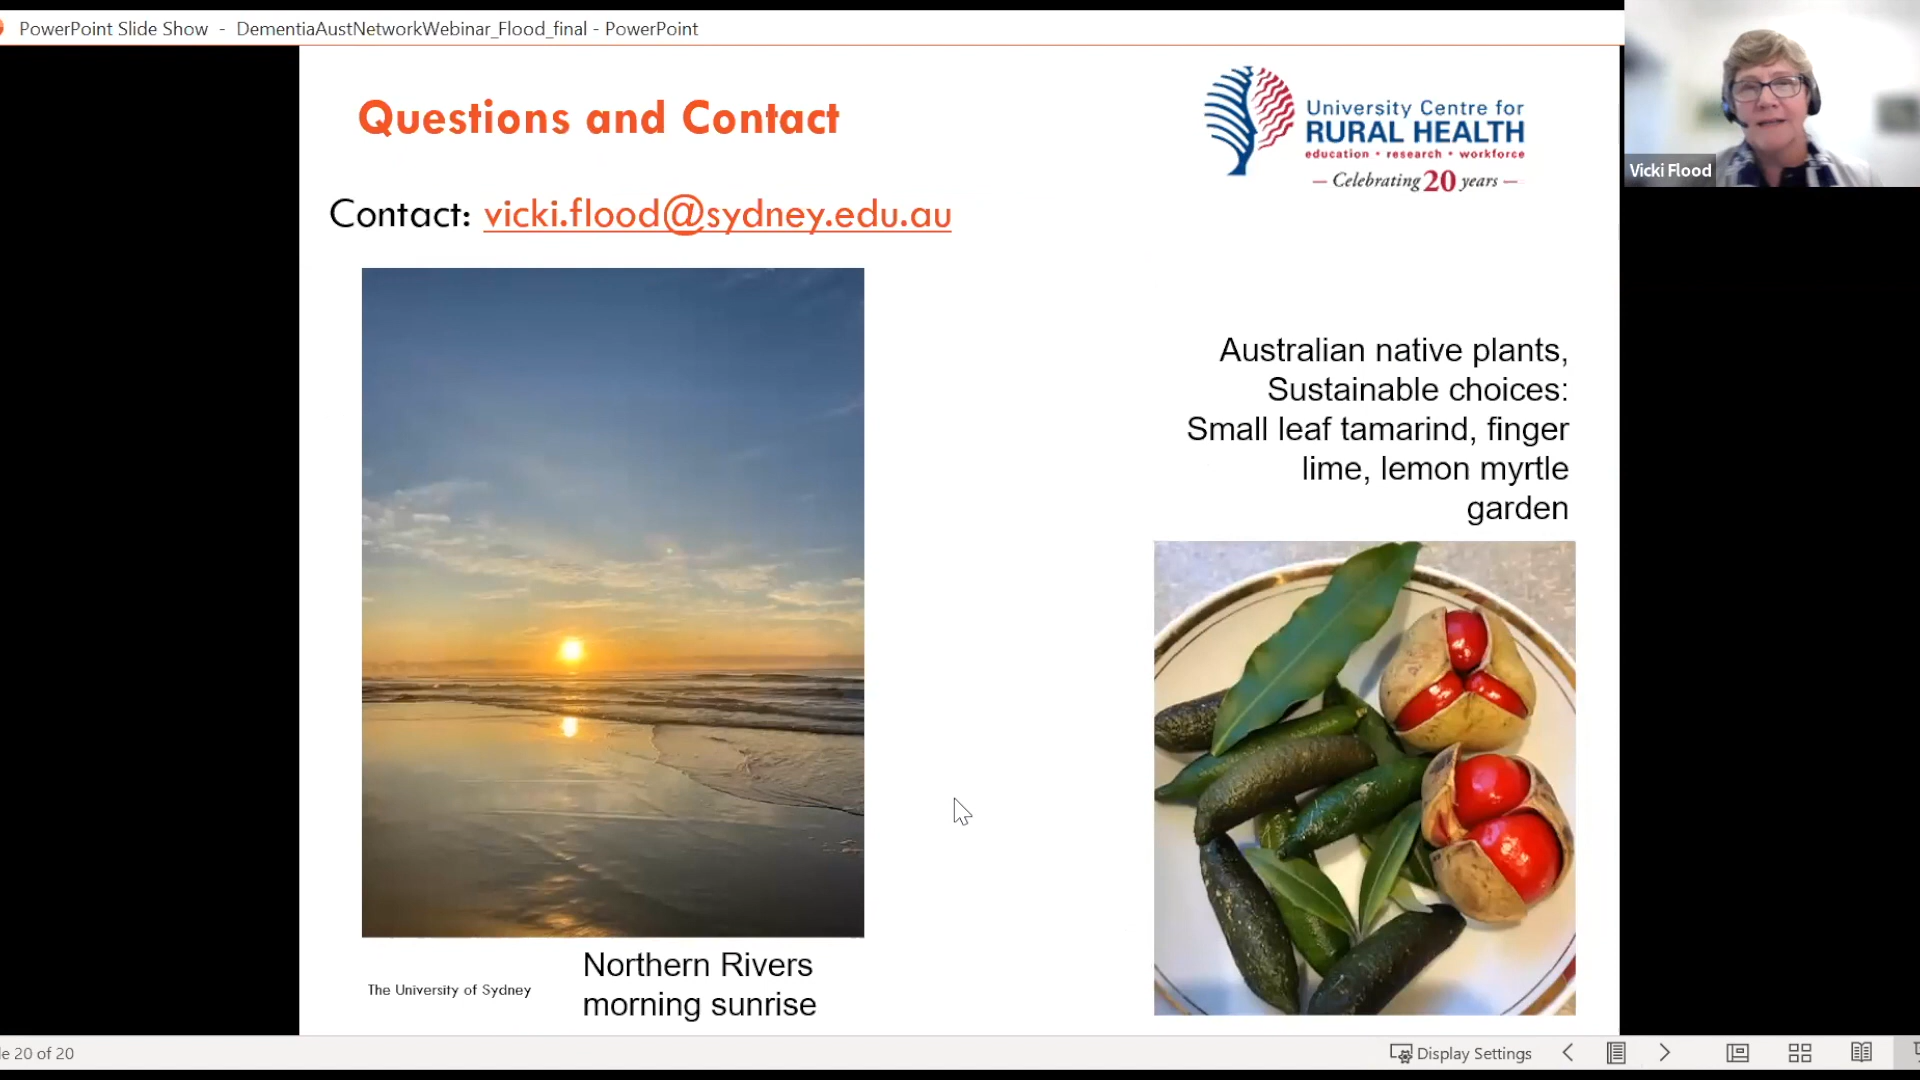 PowerPoint Slide Show - DementiaAustNetworkWebinar_Flood_final - PowerPoint
Questions and Contact
University Centre for
RURAL HEALTH
education • research • workforce
— Celebrating 20 years —
Vicki Flood
Contact: vicki.flood@sydney.edu.au
Australian native plants,
Sustainable choices:
Small leaf tamarind, finger
lime, lemon myrtle
garden
Northern Rivers
morning sunrise
The University of Sydney
e 20 of 20
Display Settings